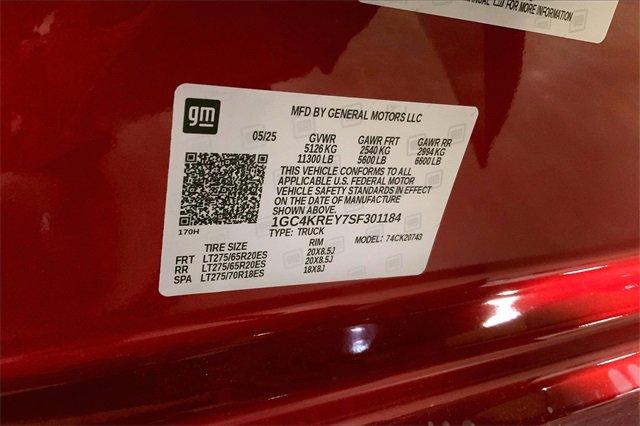 FOR MORE INFORMATION
gm
MFD BY GENERAL MOTORS LLC
05/25 GVWR GAWR FRT GAWR RR
5126 KG 2540 KG 2994 KG
11300 LB 5600 LB 6600 LB
THIS VEHICLE CONFORMS TO ALL
APPLICABLE U.S. FEDERAL MOTOR
VEHICLE SAFETY STANDARDS IN EFFECT
ON THE DATE OF MANUFACTURE
SHOWN ABOVE.
170H
1GC4KREY7SF301184
TYPE: TRUCK MODEL: 74CK20743
TIRE SIZE RIM
FRT LT275/65R20ES 20X8.5J
RR LT275/65R20ES 20X8.5J
SPA LT275/70R18ES 18X8J